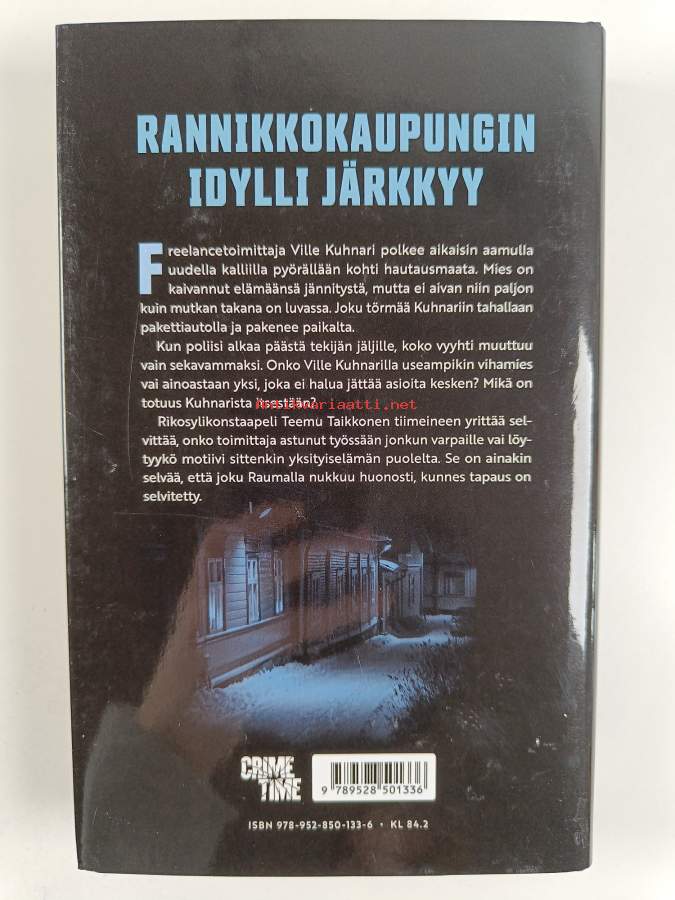 RANNIKKOKAUPUNGIN
IDYLLI JÄRKKYY
Freelancetoimittaja Ville Kuhnari polkee aikaisin aamulla
uudella kalliilla pyörällään kohti hautausmaata. Mies on
kaivannut elämäänsä jännitystä, mutta ei aivan niin paljon
kuin mutkan takana on luvassa. Joku törmää Kuhnariin tahallaan
pakettiautolla ja pakenee paikalta.
Kun poliisi alkaa päästä tekijän jäljille, koko vyyhti muuttuu
vain sekavammaksi. Onko Ville Kuhnarilla useampikin vihamies
vai ainoastaan yksi, joka ei halua jättää asioita kesken? Mikä on
totuus Kuhnarista itsestään?
Antikvariaatti.net
Rikosylikonstaapeli Teemu Taikkonen tiimeineen yrittää sel-
vittää, onko toimittaja astunut työssään jonkun varpaille vai löy-
tyykö motiivi sittenkin yksityiselämän puolelta. Se on ainakin
selvää, että joku Raumalla nukkuu huonosti, kunnes tapaus on
selvitetty.
CRIME
TIME
9 789528 501336
ISBN 978-952-850-133-6 • KL 84.2